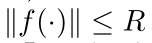 ‖f(·)‖ ≤ R